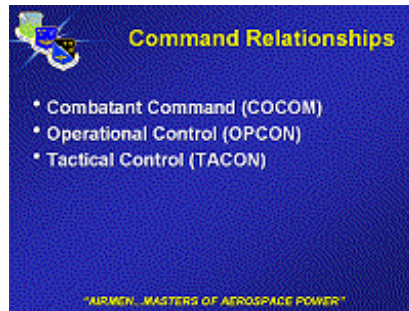 Command Relationships
• Combatant Command (COCOM)
• Operational Control (OPCON)
• Tactical Control (TACON)
"AIRMEN...MASTERS OF AEROSPACE POWER"